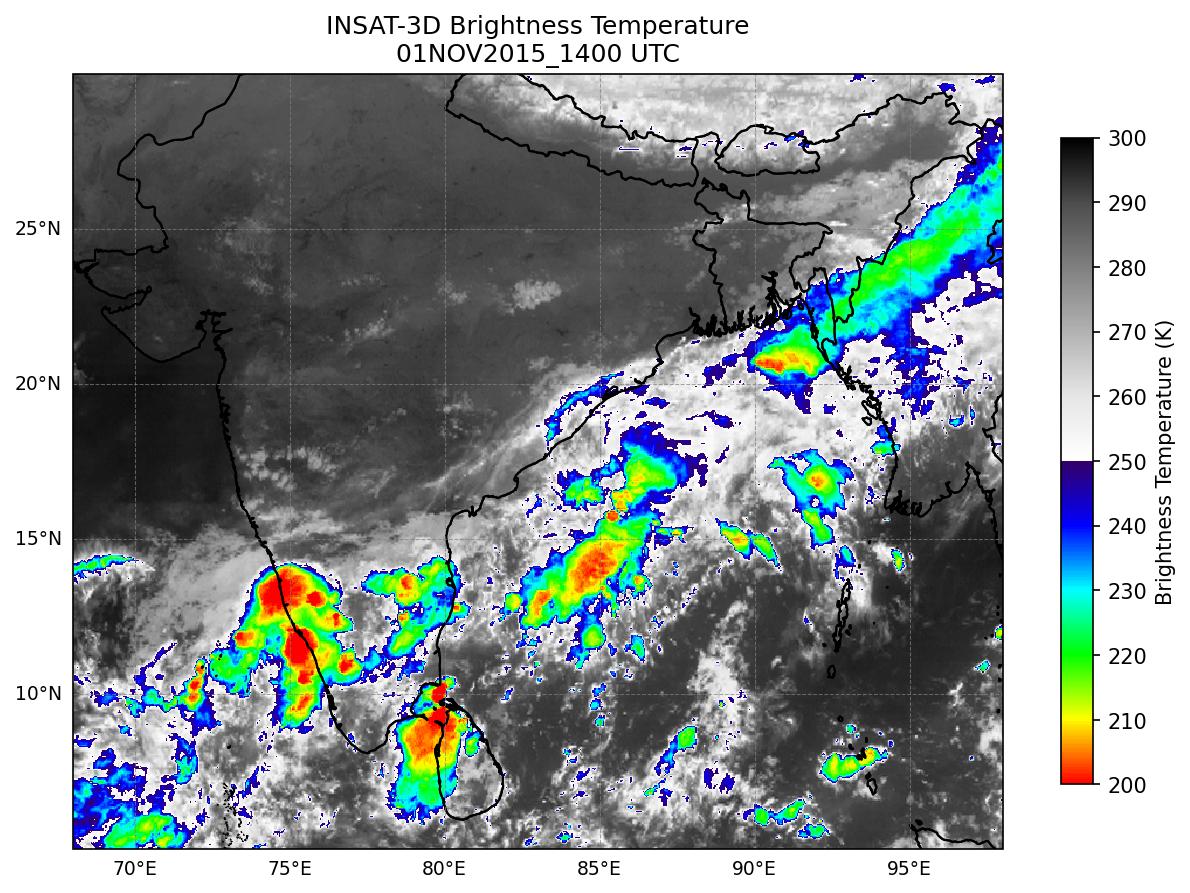 INSAT-3D Brightness Temperature
01NOV2015_1400 UTC
25°N
20°N
15°N
10°N
70°E
75°E
80°E
85°E
90°E
95°E
300
290
280
270
260
250
240
230
220
210
200
Brightness Temperature (K)